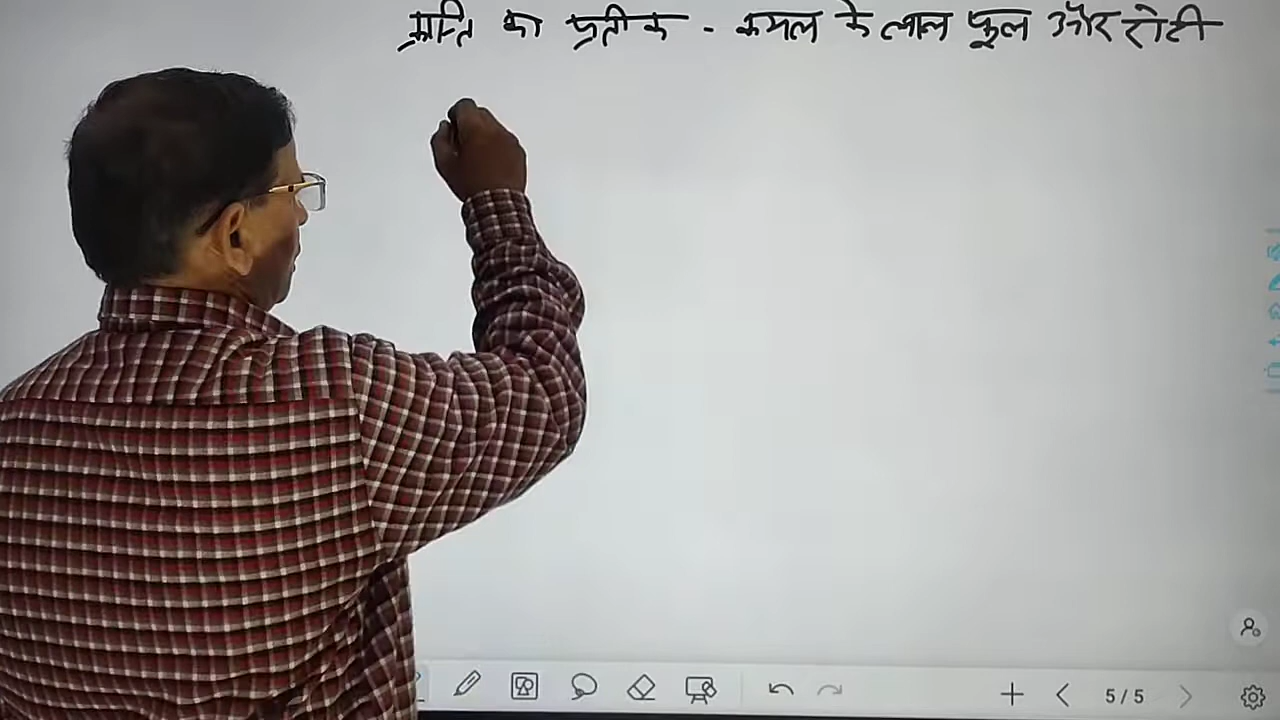 क्रान्ति का प्रतीक - कमल के लाल फूल और रोटी
5 / 5